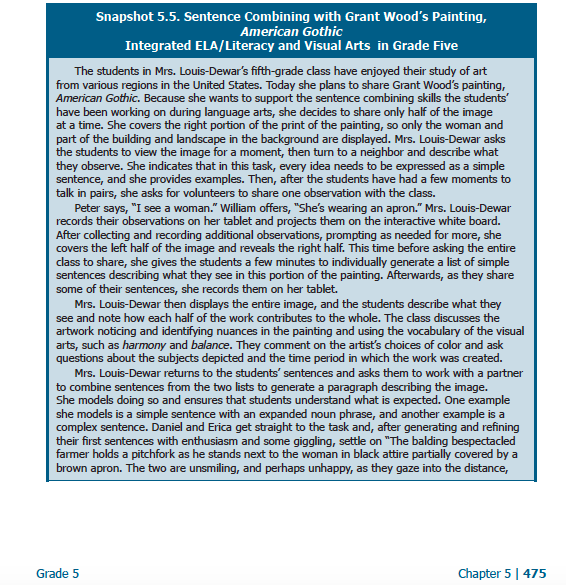 Snapshot 5.5. Sentence Combining with Grant Wood's Painting,
American Gothic
Integrated ELA/Literacy and Visual Arts in Grade Five
The students in Mrs. Louis-Dewar's fifth-grade class have enjoyed their study of art
from various regions in the United States. Today she plans to share Grant Wood's painting,
American Gothic. Because she wants to support the sentence combining skills the students'
have been working on during language arts, she decides to share only half of the image
at a time. She covers the right portion of the print of the painting, so only the woman and
part of the building and landscape in the background are displayed. Mrs. Louis-Dewar asks
the students to view the image for a moment, then turn to a neighbor and describe what
they observe. She indicates that in this task, every idea needs to be expressed as a simple
sentence, and she provides examples. Then, after the students have had a few moments to
talk in pairs, she asks for volunteers to share one observation with the class.
Peter says, "I see a woman." William offers, "She's wearing an apron." Mrs. Louis-Dewar
records their observations on her tablet and projects them on the interactive white board.
After collecting and recording additional observations, prompting as needed for more, she
covers the left half of the image and reveals the right half. This time before asking the entire
class to share, she gives the students a few minutes to individually generate a list of simple
sentences describing what they see in this portion of the painting. Afterwards, as they share
some of their sentences, she records them on her tablet.
Mrs. Louis-Dewar then displays the entire image, and the students describe what they
see and note how each half of the work contributes to the whole. The class discusses the
artwork noticing and identifying nuances in the painting and using the vocabulary of the visual
arts, such as harmony and balance. They comment on the artist's choices of color and ask
questions about the subjects depicted and the time period in which the work was created.
Mrs. Louis-Dewar returns to the students' sentences and asks them to work with a partner
to combine sentences from the two lists to generate a paragraph describing the image.
She models doing so and ensures that students understand what is expected. One example
she models is a simple sentence with an expanded noun phrase, and another example is a
complex sentence. Daniel and Erica get straight to the task and, after generating and refining
their first sentences with enthusiasm and some giggling, settle on "The balding bespectacled
farmer holds a pitchfork as he stands next to the woman in black attire partially covered by a
brown apron. The two are unsmiling, and perhaps unhappy, as they gaze into the distance,
Grade 5
Chapter 5 | 475